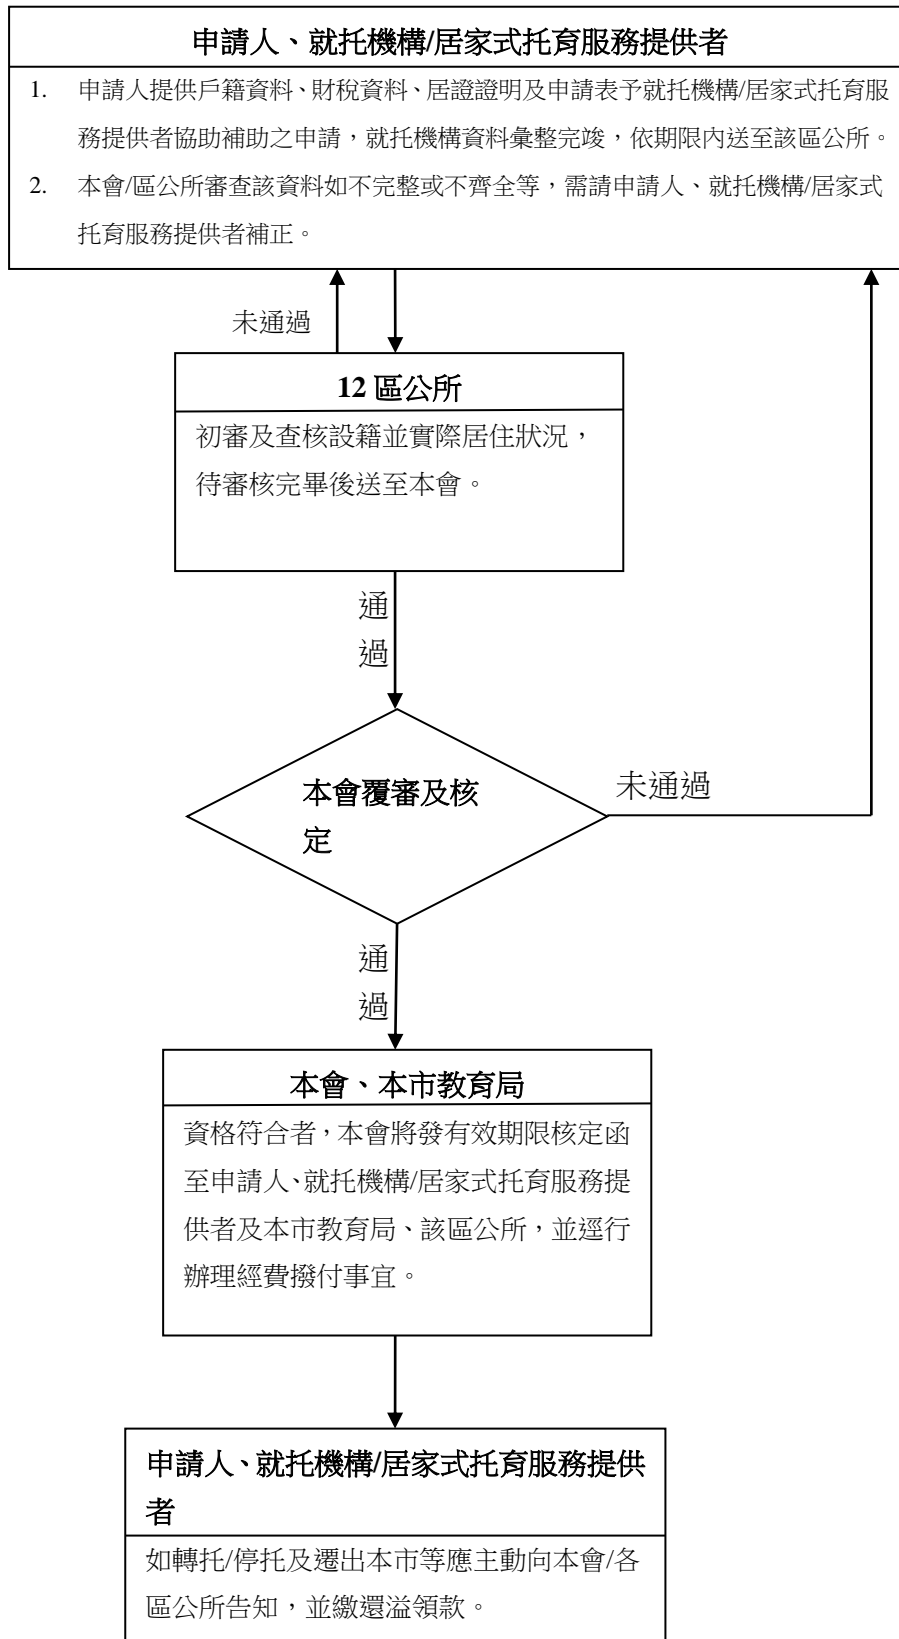 申請人、就托機構/居家式托育服務提供者
1. 申請人提供戶籍資料、財稅資料、居證證明及申請表予就托機構/居家式托育服
務提供者協助補助之申請，就托機構資料彙整完竣，依期限內送至該區公所。
2. 本會/區公所審查該資料如不完整或不齊全等，需請申請人、就托機構/居家式
托育服務提供者補正。
未通過
12 區公所
初審及查核設籍並實際居住狀況，
待審核完畢後送至本會。
通
過
本會覆審及核
定
未通過
通
過
本會、本市教育局
資格符合者，本會將發有效期限核定函
至申請人、就托機構/居家式托育服務提
供者及本市教育局、該區公所，並逕行
辦理經費撥付事宜。
申請人、就托機構/居家式托育服務提供
者
如轉托/停托及遷出本市等應主動向本會/各
區公所告知，並繳還溢領款。